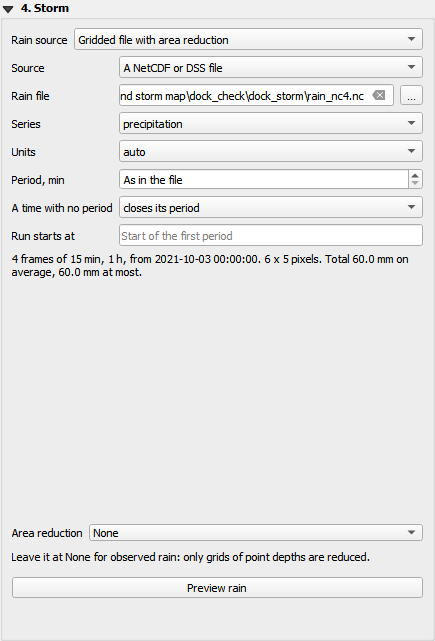 4. Storm
Rain source Gridded file with area reduction
Source A NetCDF or DSS file
Rain file nd storm map\dock_check\dock_storm\rain_nc4.nc ...
Series precipitation
Units auto
Period, min As in the file
A time with no period closes its period
Run starts at Start of the first period
4 frames of 15 min, 1 h, from 2021-10-03 00:00:00. 6 x 5 pixels. Total 60.0 mm on
average, 60.0 mm at most.
Area reduction None
Leave it at None for observed rain: only grids of point depths are reduced.
Preview rain